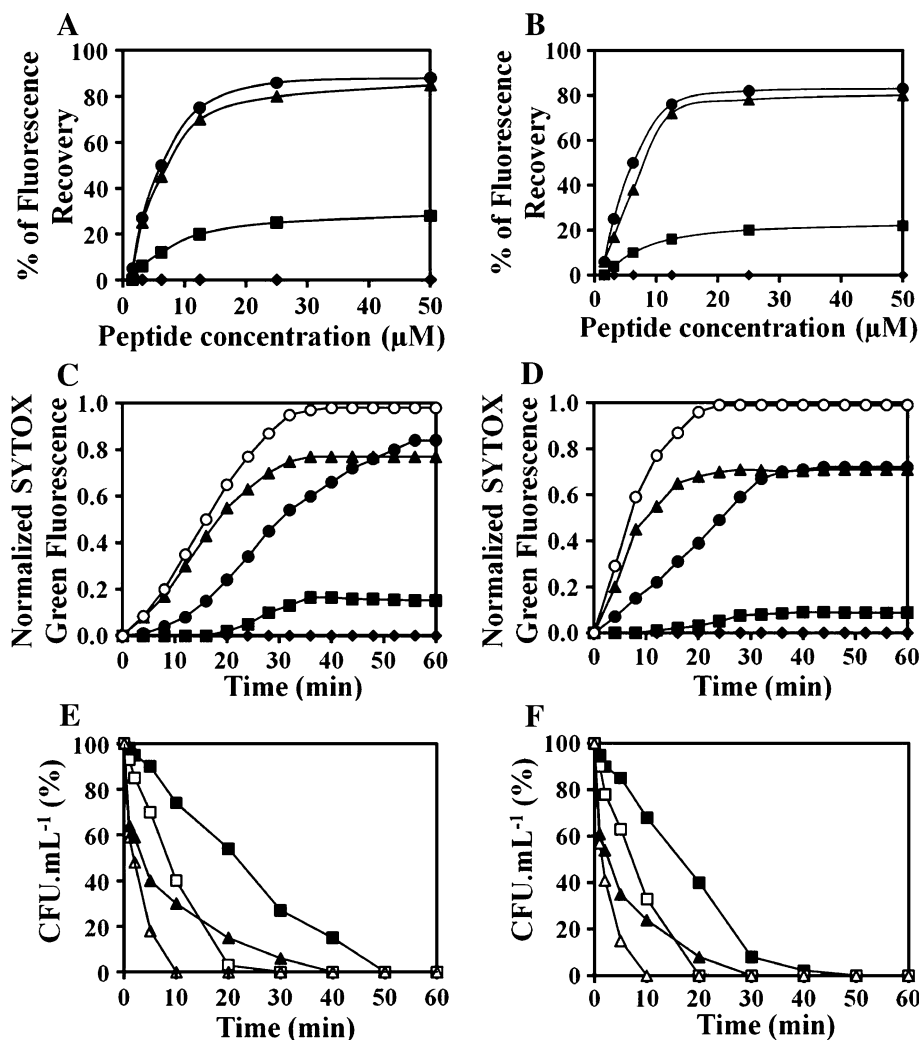 A
% of Fluorescence
Recovery
100
80
60
40
20
0
0 10 20 30 40 50
Peptide concentration (µM)
B
% of Fluorescence
Recovery
100
80
60
40
20
0
0 10 20 30 40 50
Peptide concentration (µM)
C
Normalized SYTOX
Green Fluorescence
1.0
0.8
0.6
0.4
0.2
0.0
0 10 20 30 40 50 60
Time (min)
D
Normalized SYTOX
Green Fluorescence
1.0
0.8
0.6
0.4
0.2
0.0
0 10 20 30 40 50 60
Time (min)
E
CFU.mL⁻¹ (%)
100
80
60
40
20
0
0 10 20 30 40 50 60
Time (min)
F
CFU.mL⁻¹ (%)
100
80
60
40
20
0
0 10 20 30 40 50 60
Time (min)